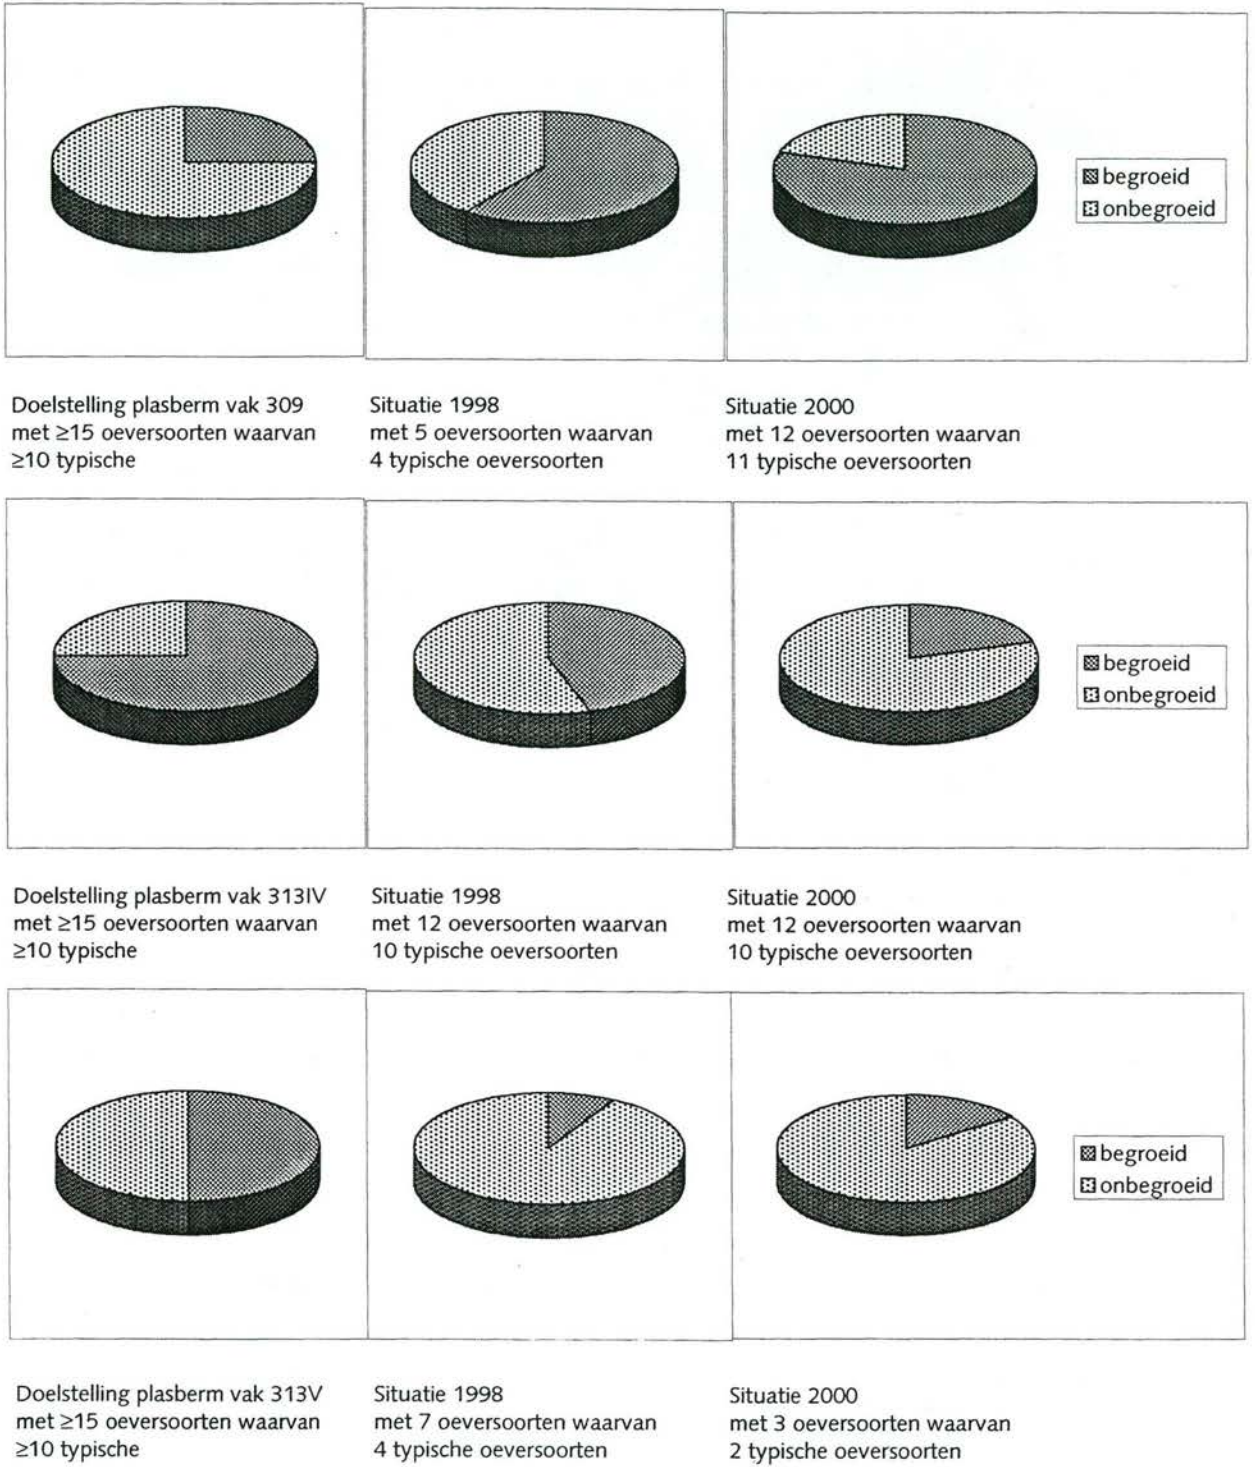 begroeid
onbegroeid
Doelstelling plasberm vak 309
met ≥15 oeversoorten waarvan
≥10 typische
Situatie 1998
met 5 oeversoorten waarvan
4 typische oeversoorten
Situatie 2000
met 12 oeversoorten waarvan
11 typische oeversoorten
begroeid
onbegroeid
Doelstelling plasberm vak 313IV
met ≥15 oeversoorten waarvan
≥10 typische
Situatie 1998
met 12 oeversoorten waarvan
10 typische oeversoorten
Situatie 2000
met 12 oeversoorten waarvan
10 typische oeversoorten
begroeid
onbegroeid
Doelstelling plasberm vak 313V
met ≥15 oeversoorten waarvan
≥10 typische
Situatie 1998
met 7 oeversoorten waarvan
4 typische oeversoorten
Situatie 2000
met 3 oeversoorten waarvan
2 typische oeversoorten